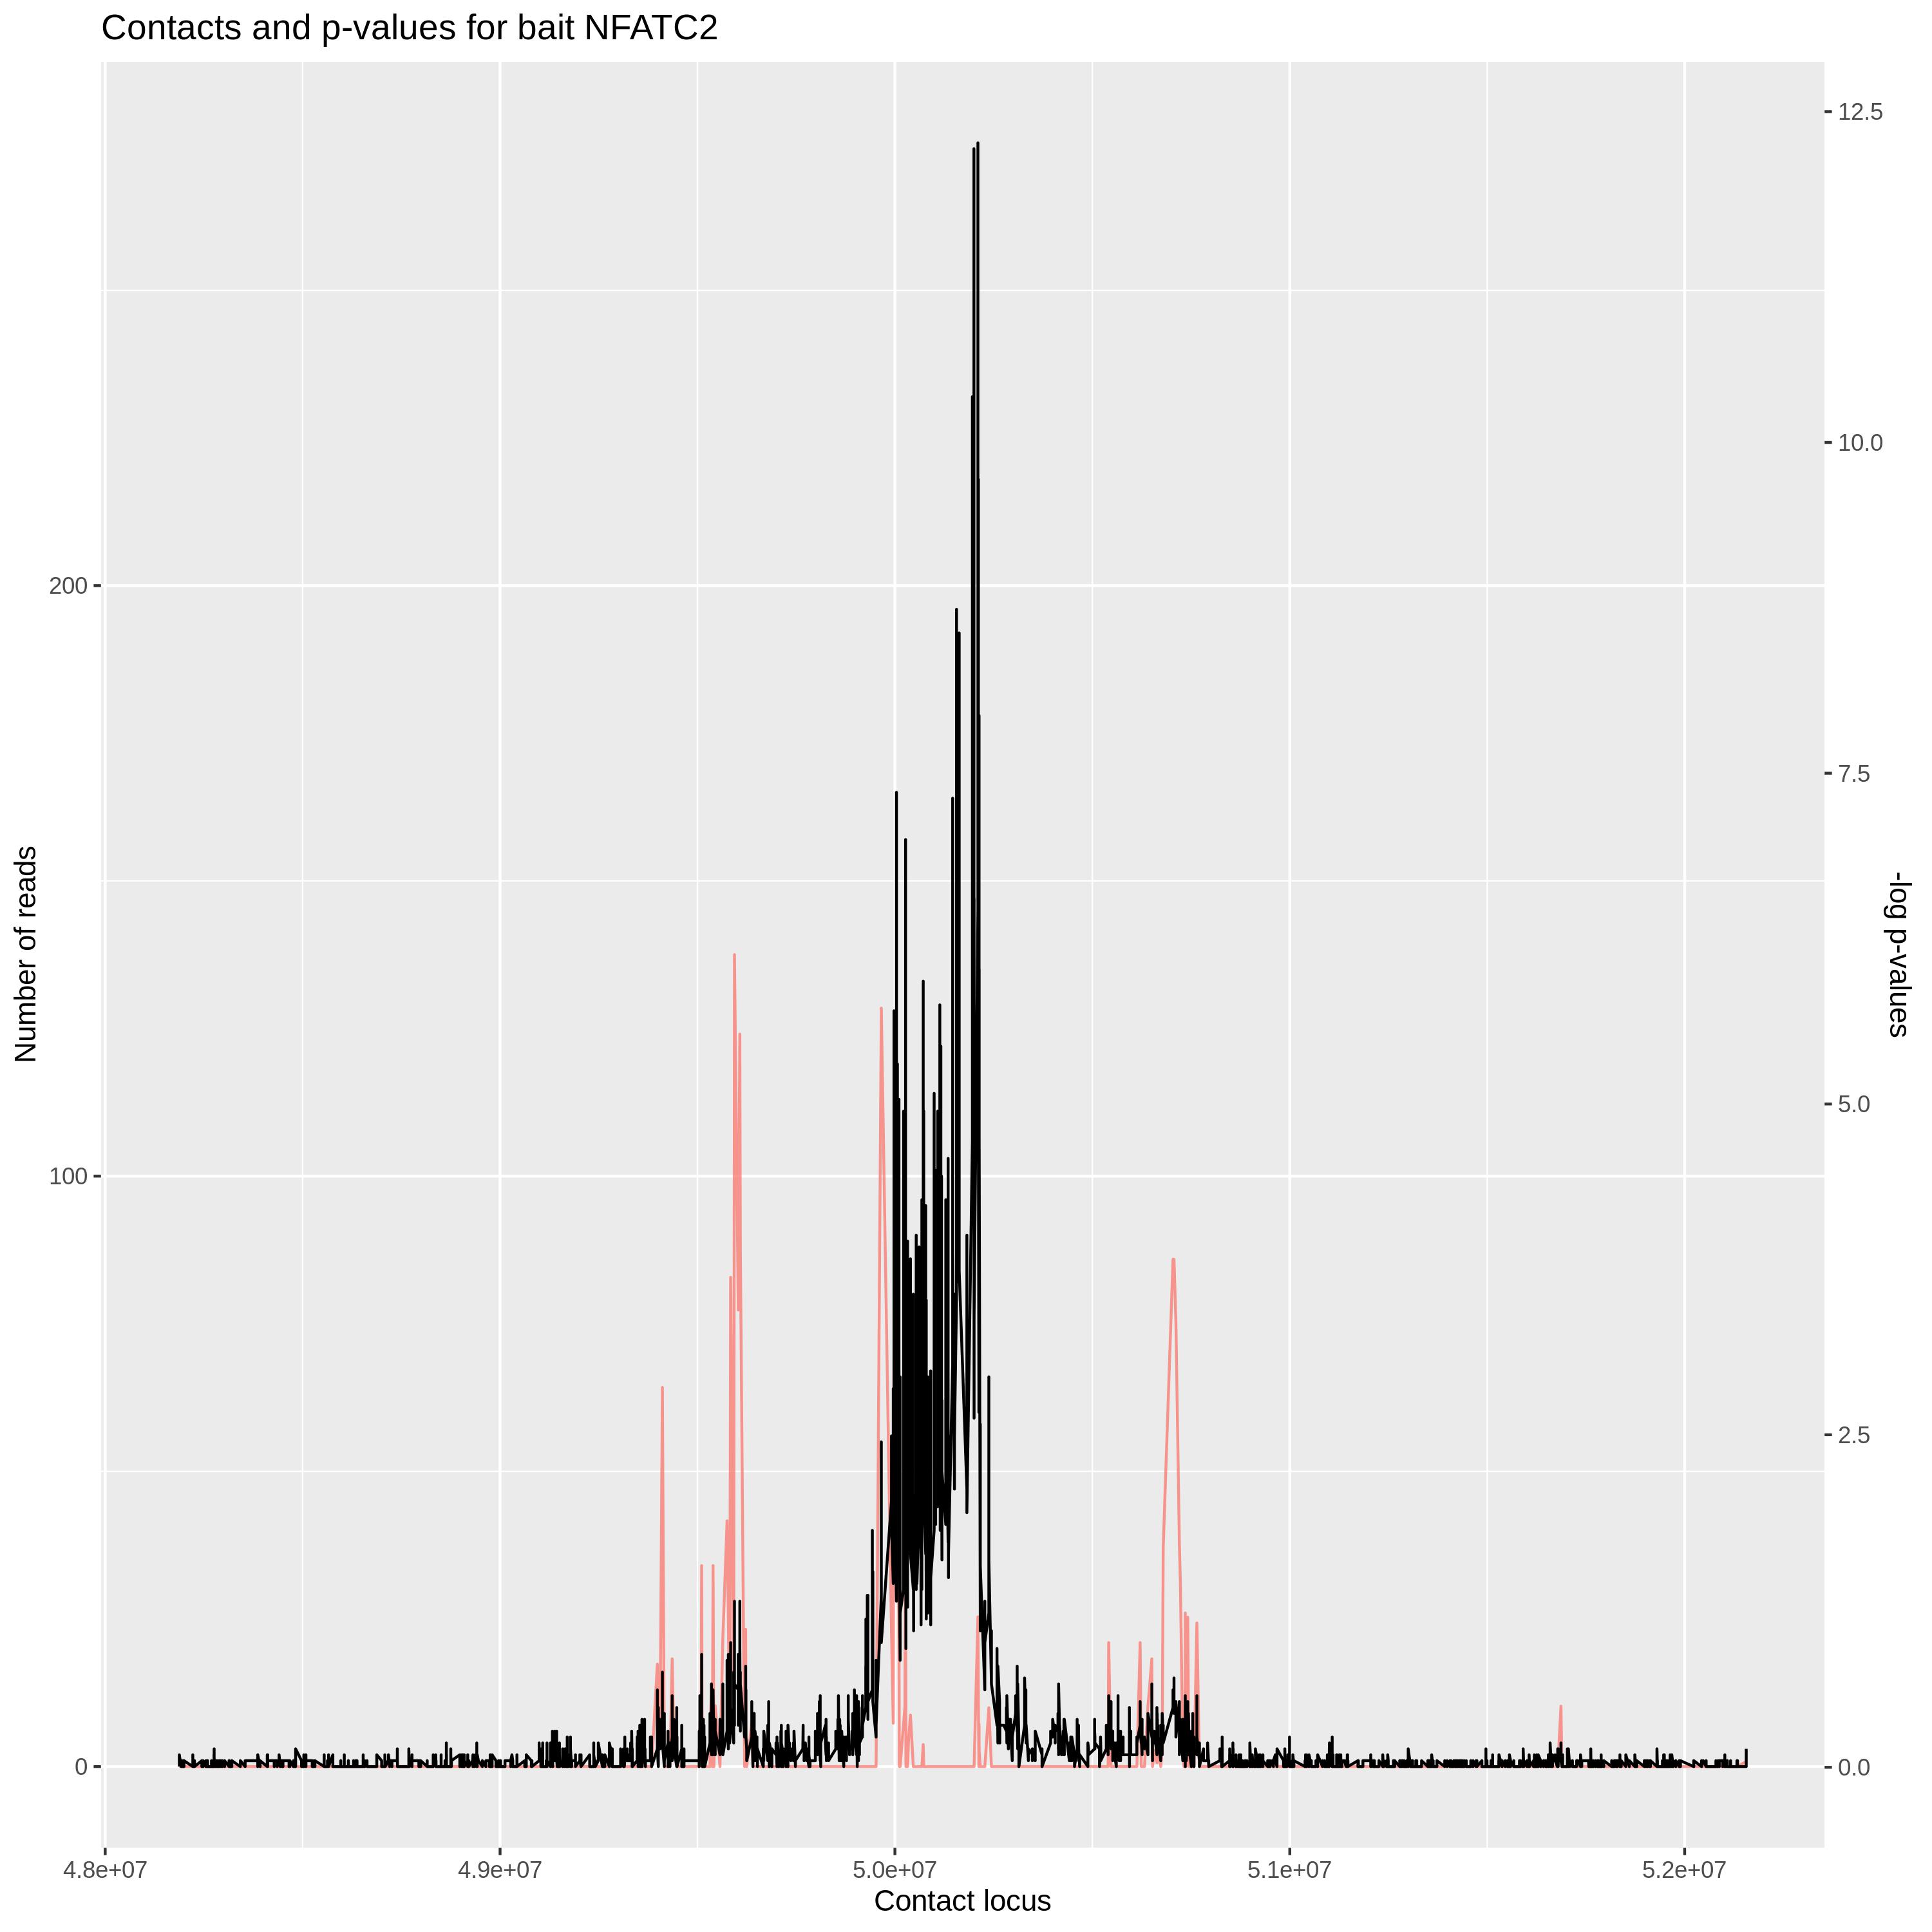 Contacts and p-values for bait NFATC2
12.5
10.0
200
7.5
Number of reads
-log p-values
5.0
100
2.5
0
0.0
4.8e+07
4.9e+07
5.0e+07
5.1e+07
5.2e+07
Contact locus